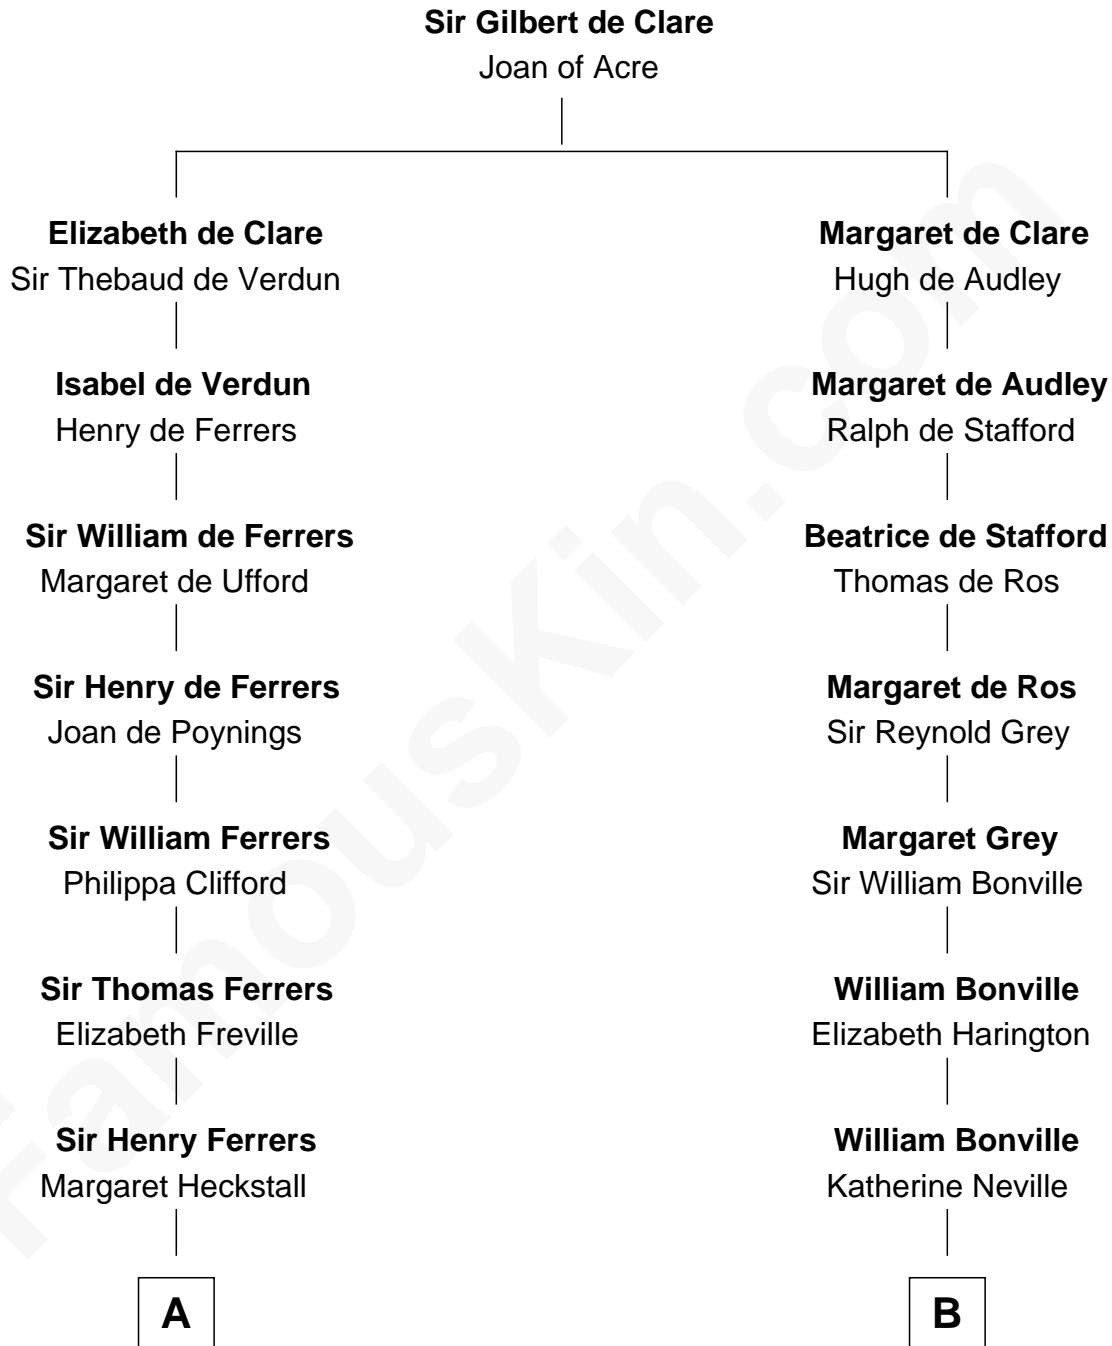 Sir Gilbert de Clare
Joan of Acre
Elizabeth de Clare
Sir Thebaud de Verdun
Margaret de Clare
Hugh de Audley
Isabel de Verdun
Henry de Ferrers
Margaret de Audley
Ralph de Stafford
Sir William de Ferrers
Margaret de Ufford
Beatrice de Stafford
Thomas de Ros
Sir Henry de Ferrers
Joan de Poynings
Margaret de Ros
Sir Reynold Grey
Sir William Ferrers
Philippa Clifford
Margaret Grey
Sir William Bonville
Sir Thomas Ferrers
Elizabeth Freville
William Bonville
Elizabeth Harington
Sir Henry Ferrers
Margaret Heckstall
William Bonville
Katherine Neville
A
B
FamousKin.com